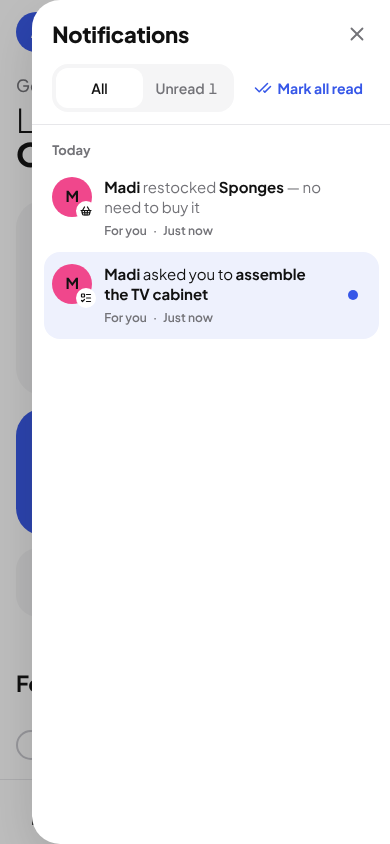 Notifications
All
Unread 1
Mark all read
Today
M
Madi restocked Sponges — no
need to buy it
For you · Just now
M
Madi asked you to assemble
the TV cabinet
For you · Just now